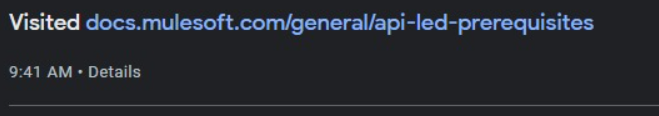 Visited docs.mulesoft.com/general/api-led-prerequisites
9:41 AM • Details